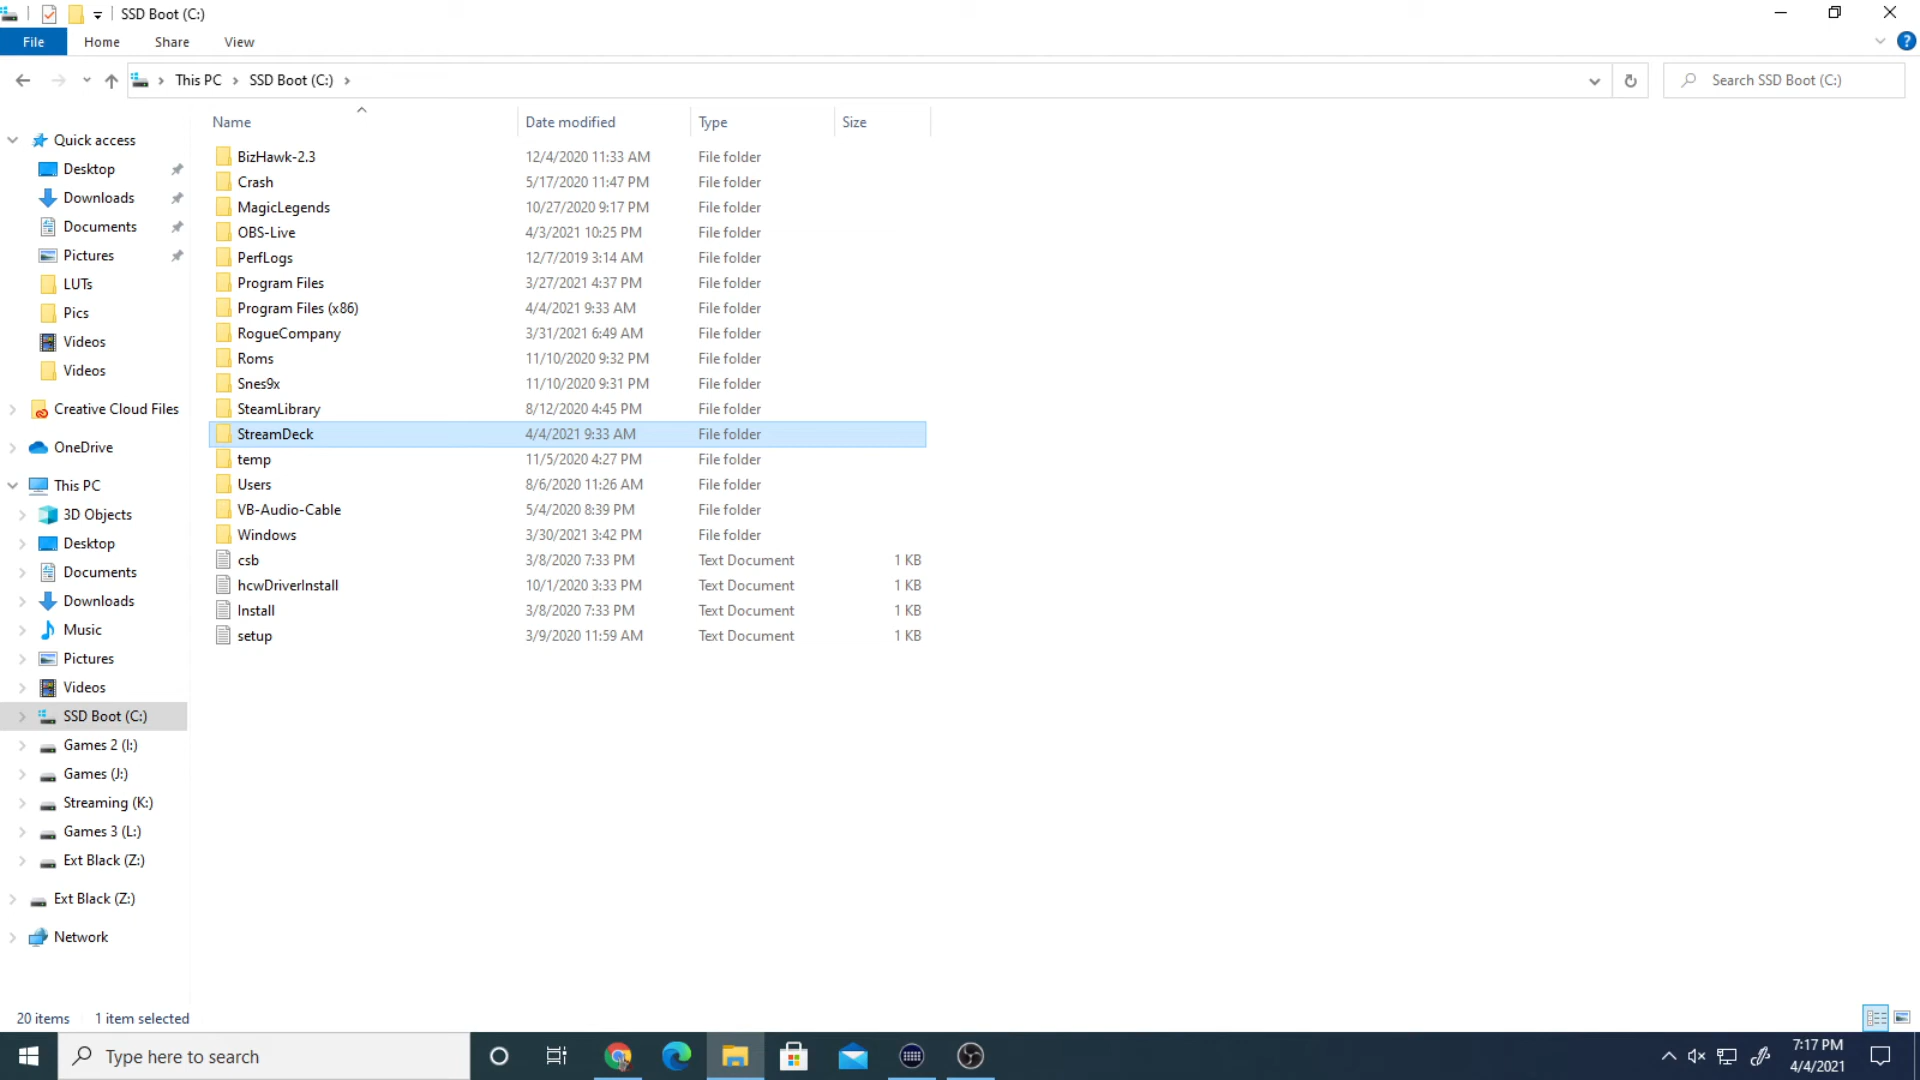 SSD Boot (C:)
File Home Share View
This PC SSD Boot (C:)
Search SSD Boot (C:)
Name Date modified Type Size
Quick access
Desktop
Downloads
Documents
Pictures
LUTs
Pics
Videos
Videos
Creative Cloud Files
OneDrive
This PC
3D Objects
Desktop
Documents
Downloads
Music
Pictures
Videos
SSD Boot (C:)
Games 2 (I:)
Games (J:)
Streaming (K:)
Games 3 (L:)
Ext Black (Z:)
Ext Black (Z:)
Network
BizHawk-2.3 12/4/2020 11:33 AM File folder
Crash 5/17/2020 11:47 PM File folder
MagicLegends 10/27/2020 9:17 PM File folder
OBS-Live 4/3/2021 10:25 PM File folder
PerfLogs 12/7/2019 3:14 AM File folder
Program Files 3/27/2021 4:37 PM File folder
Program Files (x86) 4/4/2021 9:33 AM File folder
RogueCompany 3/31/2021 6:49 AM File folder
Roms 11/10/2020 9:32 PM File folder
Snes9x 11/10/2020 9:31 PM File folder
SteamLibrary 8/12/2020 4:45 PM File folder
StreamDeck 4/4/2021 9:33 AM File folder
temp 11/5/2020 4:27 PM File folder
Users 8/6/2020 11:26 AM File folder
VB-Audio-Cable 5/4/2020 8:39 PM File folder
Windows 3/30/2021 3:42 PM File folder
csb 3/8/2020 7:33 PM Text Document 1 KB
hcwDriverInstall 10/1/2020 3:33 PM Text Document 1 KB
Install 3/8/2020 7:33 PM Text Document 1 KB
setup 3/9/2020 11:59 AM Text Document 1 KB
20 items 1 item selected
Type here to search
7:17 PM
4/4/2021